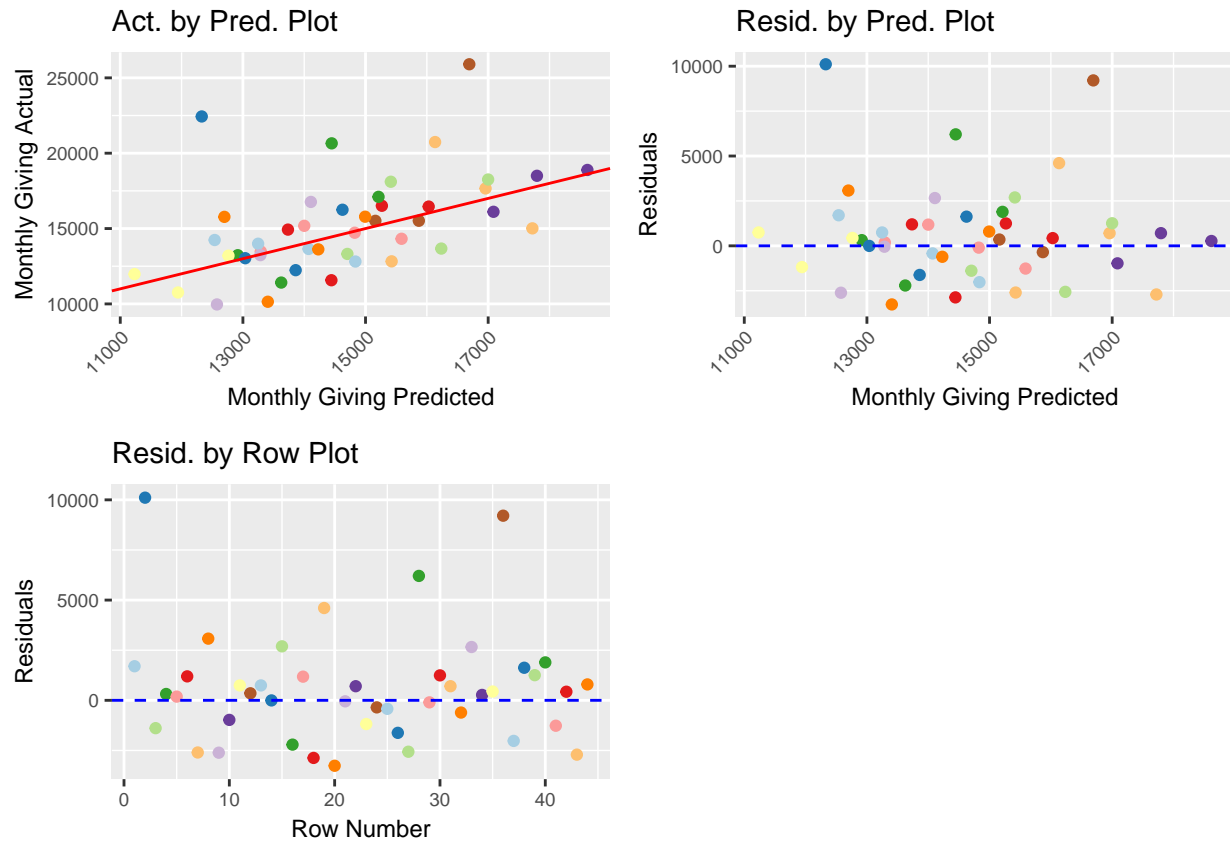 Act. by Pred. Plot
Monthly Giving Actual
25000
20000
15000
10000
11000
13000
15000
17000
Monthly Giving Predicted
Resid. by Pred. Plot
Residuals
10000
5000
0
11000
13000
15000
17000
Monthly Giving Predicted
Resid. by Row Plot
Residuals
10000
5000
0
0
10
20
30
40
Row Number